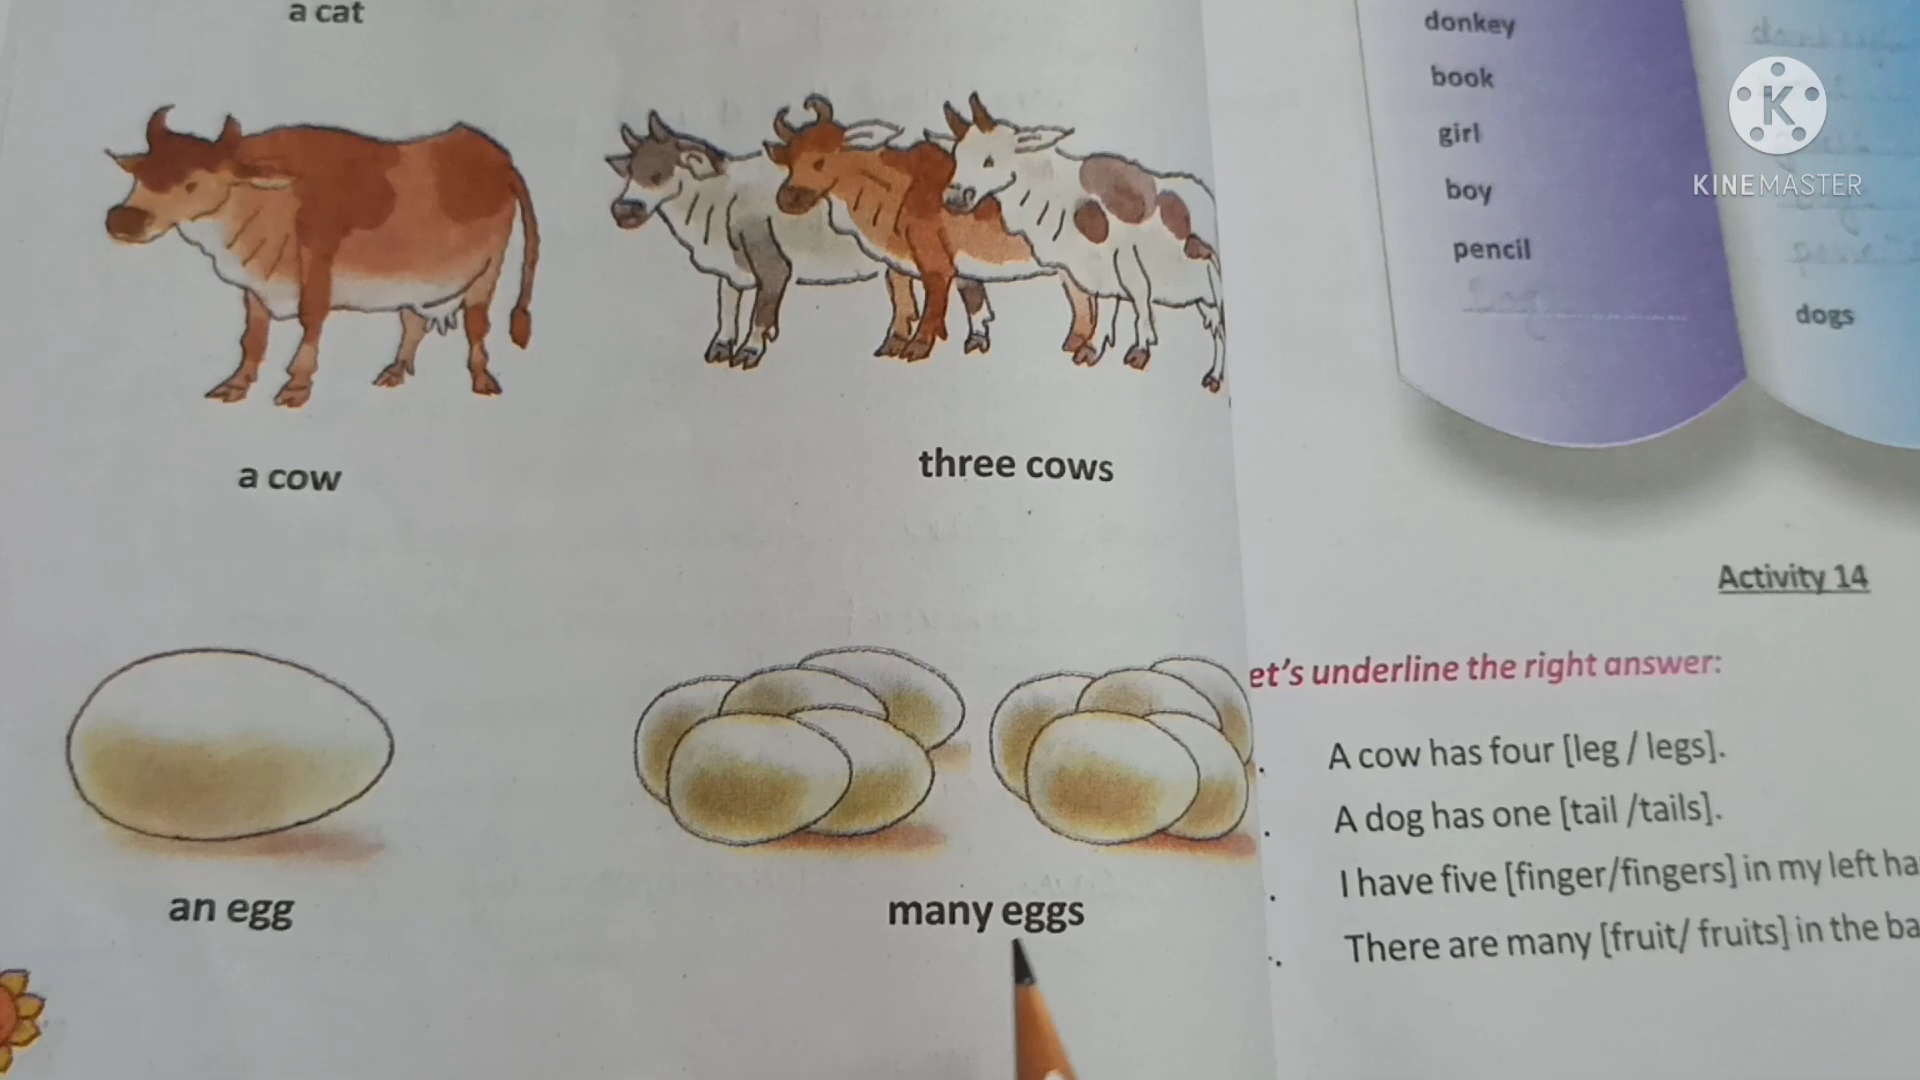 a cat
a cow
three cows
an egg
many eggs
donkey
book
girl
boy
pencil
dogs
KINEMASTER
Activity 14
et's underline the right answer:
A cow has four [leg / legs].
A dog has one [tail /tails].
I have five [finger/fingers] in my left ha
There are many [fruit/ fruits] in the ba